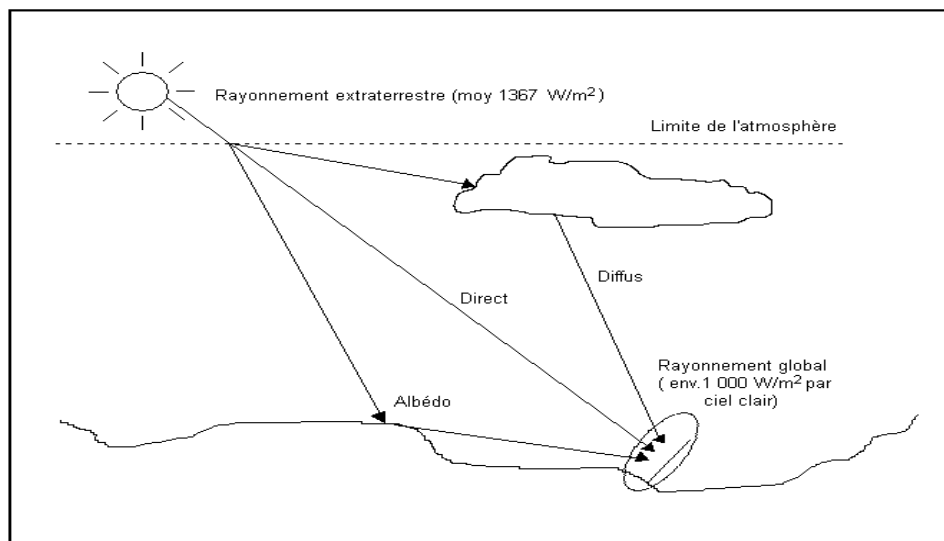 Rayonnement extraterrestre (moy 1367 W/m²)
Limite de l'atmosphère
Diffus
Direct
Rayonnement global
( env.1 000 W/m² par
ciel clair)
Albédo